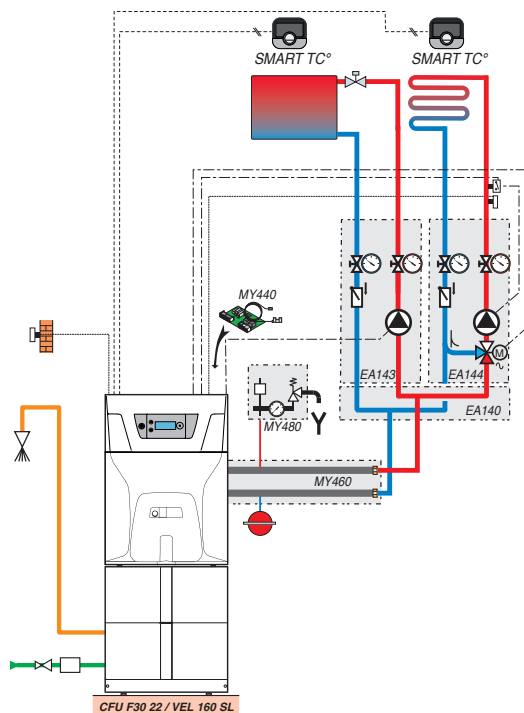 SMART TC° SMART TC°
MY440
M
EA143 EA144
EA140
MY480
MY460
CFU F30 22 / VEL 160 SL